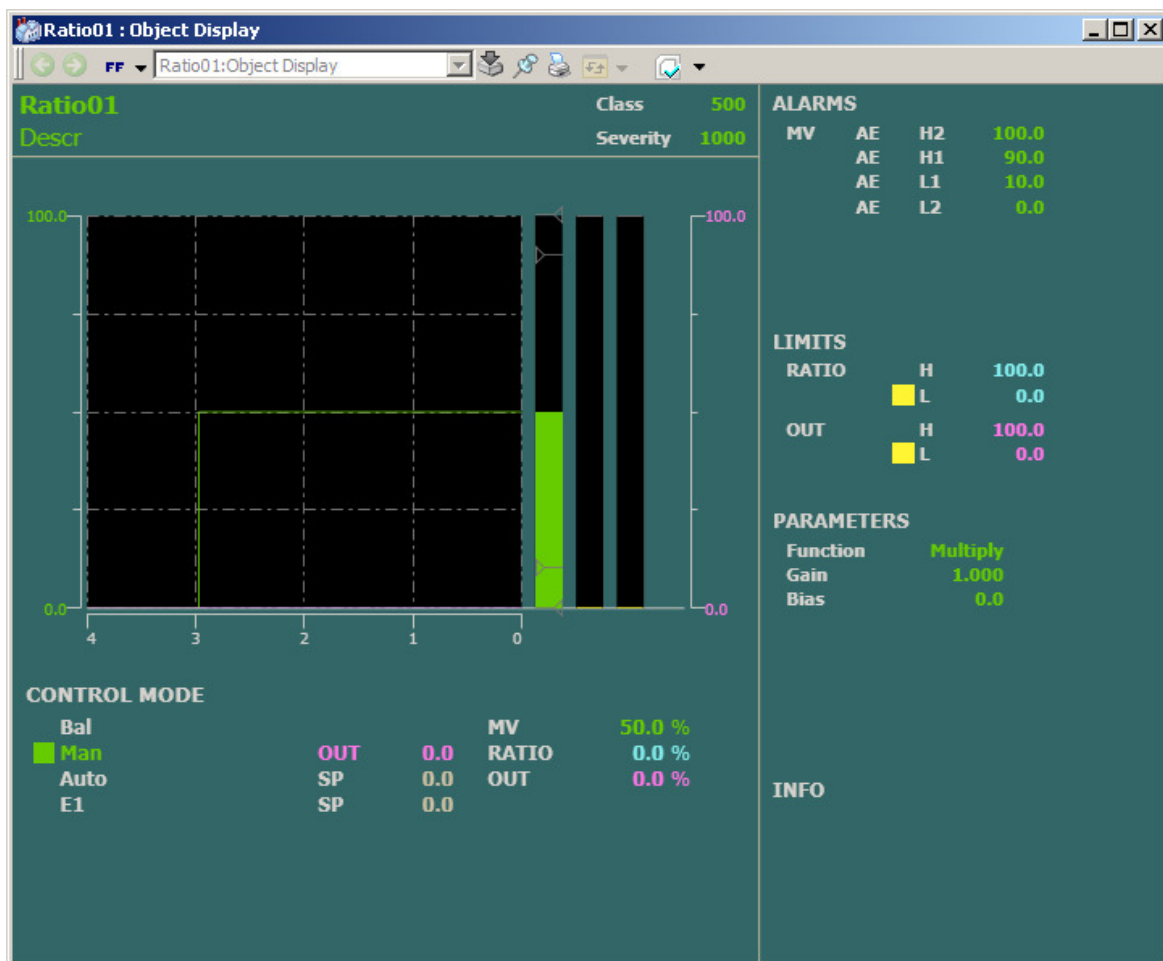 Ratio01 : Object Display
FF Ratio01:Object Display
Ratio01 Class 500
Descr Severity 1000
100.0 100.0
0.0 0.0
4 3 2 1 0
CONTROL MODE
Bal MV 50.0 %
Man OUT 0.0 RATIO 0.0 %
Auto SP 0.0 OUT 0.0 %
E1 SP 0.0
ALARMS
MV AE H2 100.0
AE H1 90.0
AE L1 10.0
AE L2 0.0
LIMITS
RATIO H 100.0
L 0.0
OUT H 100.0
L 0.0
PARAMETERS
Function Multiply
Gain 1.000
Bias 0.0
INFO